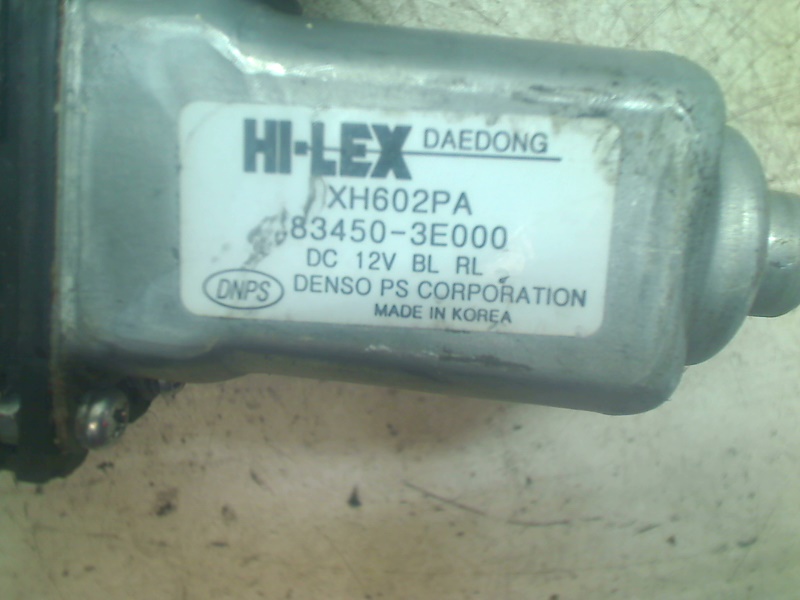 HI-LEX DAEDONG
XH602PA
83450-3E000
DC 12V BL RL
DNPS DENSO PS CORPORATION
MADE IN KOREA